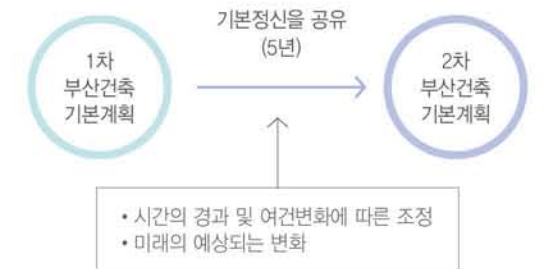 기본정신을 공유
(5년)
1차
부산건축
기본계획
2차
부산건축
기본계획
• 시간의 경과 및 여건변화에 따른 조정
• 미래의 예상되는 변화